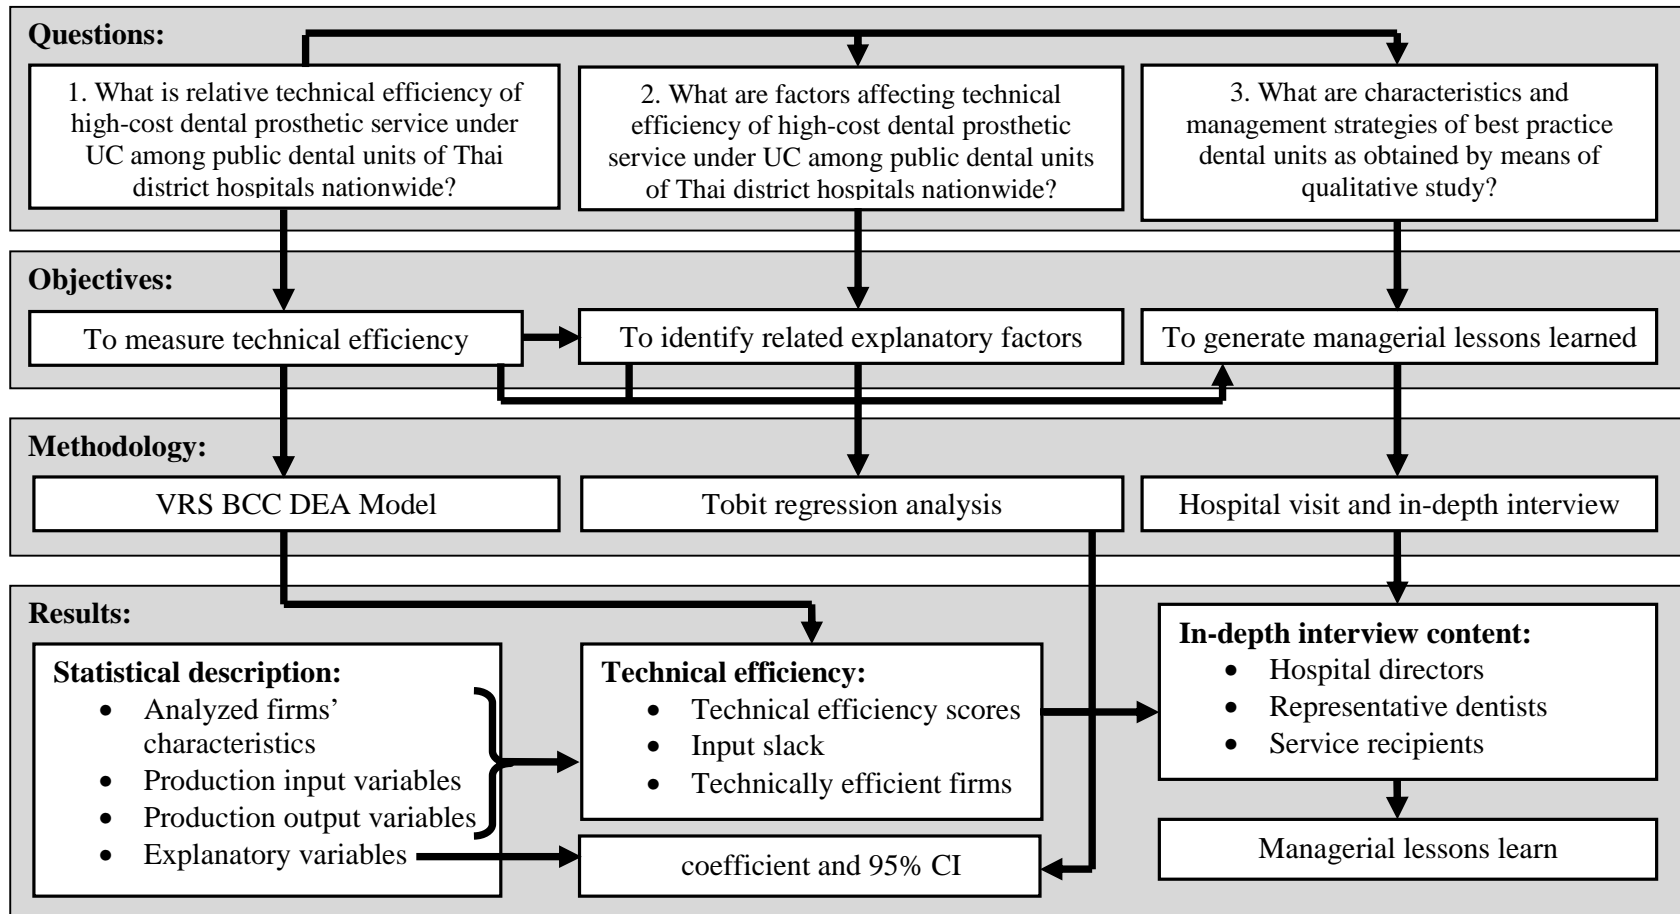 Questions:
1. What is relative technical efficiency of
high-cost dental prosthetic service under
UC among public dental units of Thai
district hospitals nationwide?
2. What are factors affecting technical
efficiency of high-cost dental prosthetic
service under UC among public dental units
of Thai district hospitals nationwide?
3. What are characteristics and
management strategies of best practice
dental units as obtained by means of
qualitative study?
Objectives:
To measure technical efficiency
To identify related explanatory factors
To generate managerial lessons learned
Methodology:
VRS BCC DEA Model
Tobit regression analysis
Hospital visit and in-depth interview
Results:
Statistical description:
• Analyzed firms’
characteristics
• Production input variables
• Production output variables
• Explanatory variables
Technical efficiency:
• Technical efficiency scores
• Input slack
• Technically efficient firms
coefficient and 95% CI
In-depth interview content:
• Hospital directors
• Representative dentists
• Service recipients
Managerial lessons learn